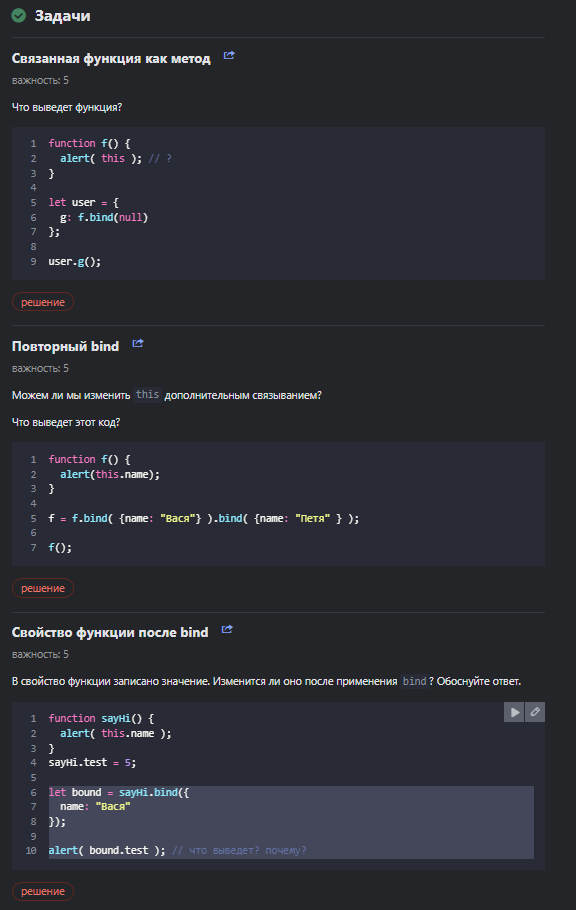 Задачи
Связанная функция как метод
важность: 5
Что выведет функция?
1 function f() {
2   alert( this ); // ?
3 }
4
5 let user = {
6   g: f.bind(null)
7 };
8
9 user.g();
решение
Повторный bind
важность: 5
Можем ли мы изменить this дополнительным связыванием?
Что выведет этот код?
1 function f() {
2   alert(this.name);
3 }
4
5 f = f.bind( {name: "Вася"} ).bind( {name: "Петя" } );
6
7 f();
решение
Свойство функции после bind
важность: 5
В свойство функции записано значение. Изменится ли оно после применения bind? Обоснуйте ответ.
1 function sayHi() {
2   alert( this.name );
3 }
4 sayHi.test = 5;
5
6 let bound = sayHi.bind({
7   name: "Вася"
8 });
9
10 alert( bound.test ); // что выведет? почему?
решение